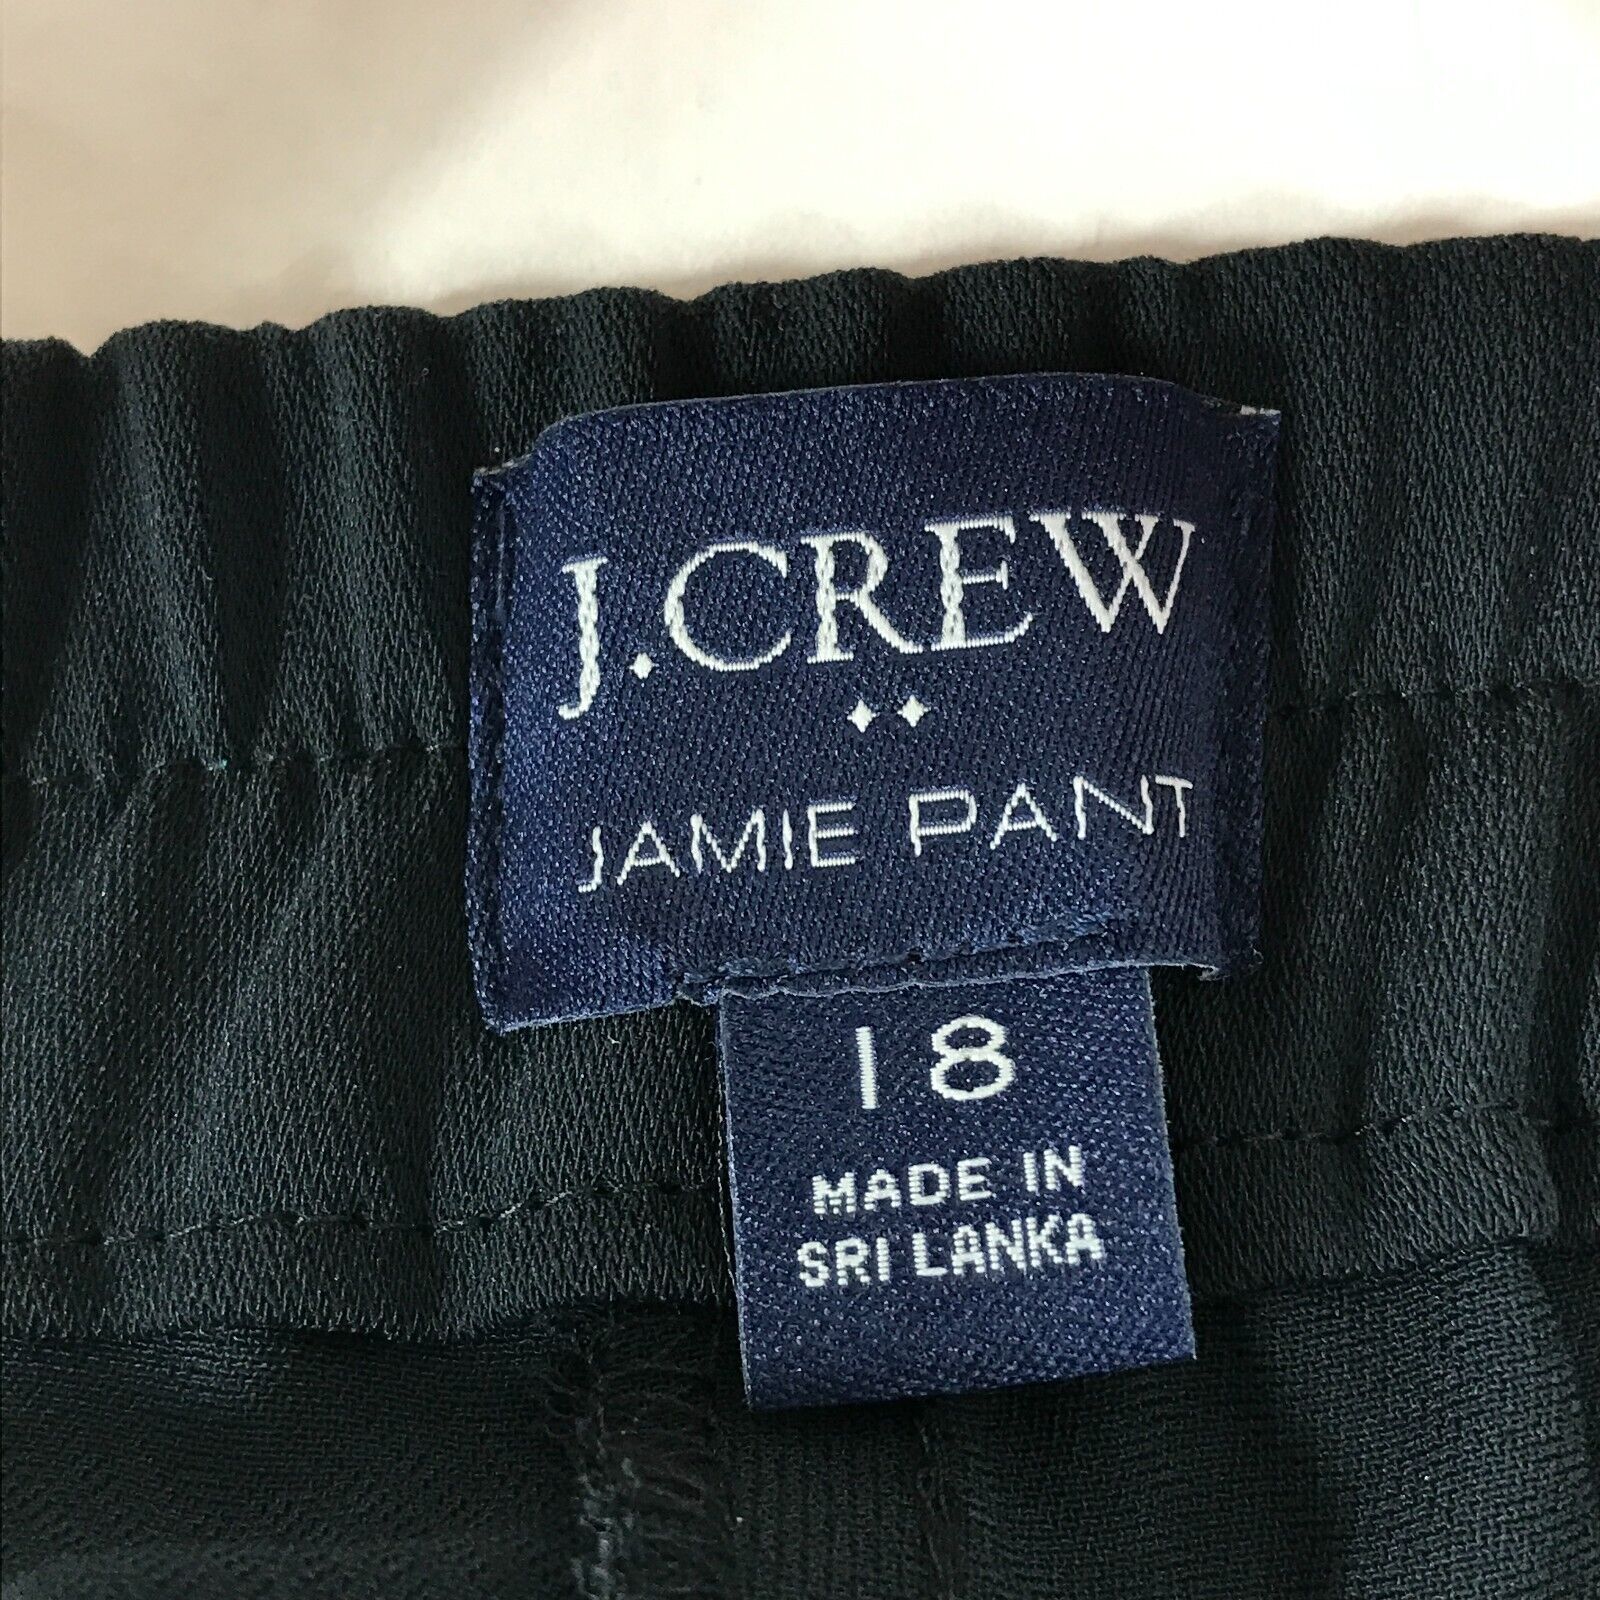 J.CREW
JAMIE PANT
18
MADE IN
SRI LANKA